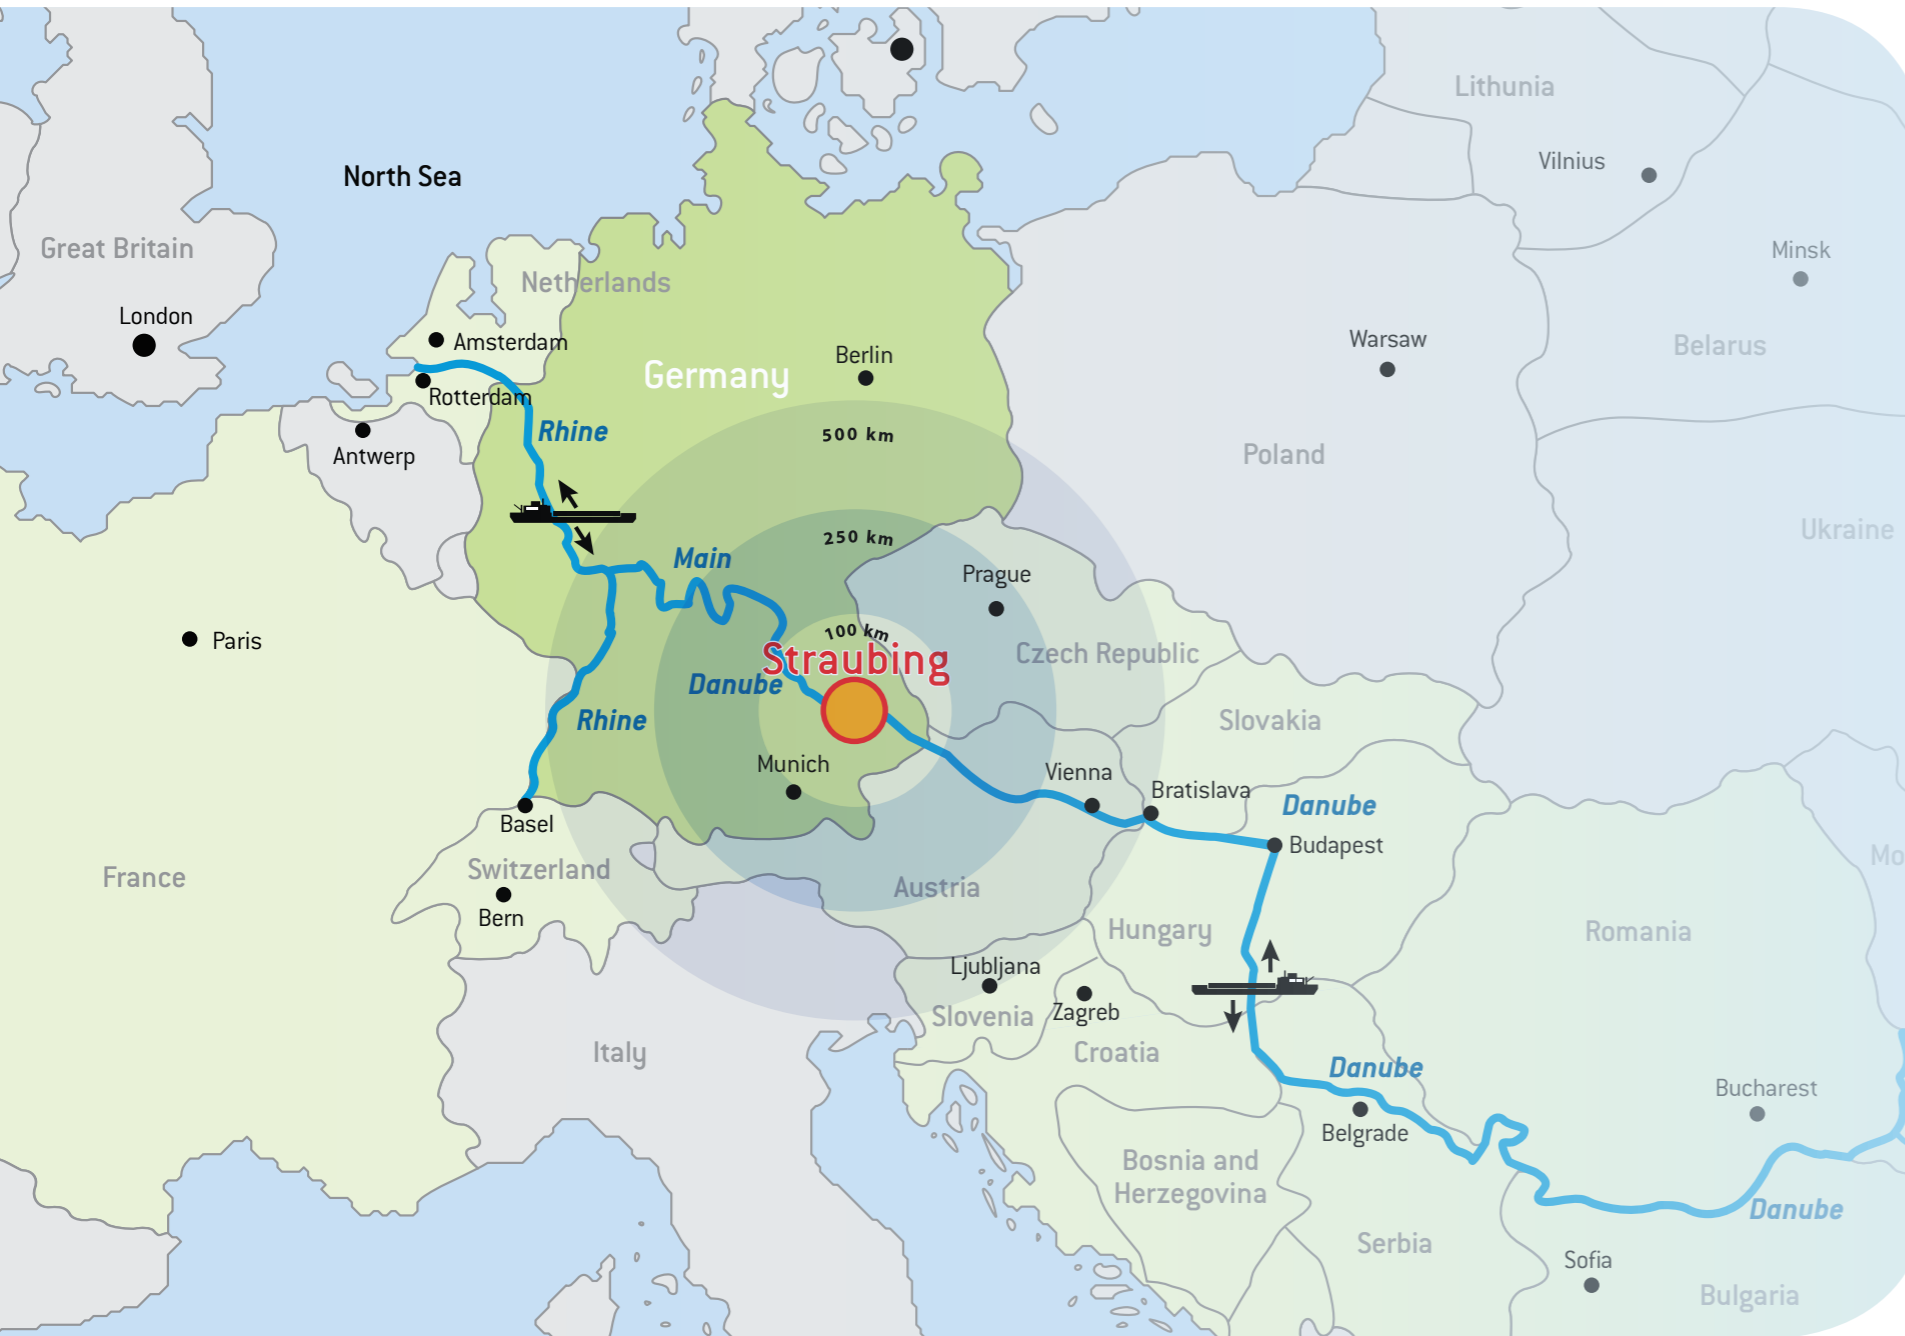 Lithunia
Vilnius
North Sea
Great Britain
Minsk
Netherlands
London
Amsterdam
Warsaw
Belarus
Berlin
Germany
Rotterdam
Rhine
500 km
Antwerp
Poland
Ukraine
250 km
Main
Prague
100 km
Paris
Straubing
Czech Republic
Danube
Rhine
Slovakia
Munich
Vienna
Bratislava
Danube
Basel
Budapest
Mo
Switzerland
France
Austria
Bern
Hungary
Romania
Ljubljana
Slovenia
Zagreb
Italy
Croatia
Danube
Bucharest
Belgrade
Bosnia and
Herzegovina
Danube
Serbia
Sofia
Bulgaria